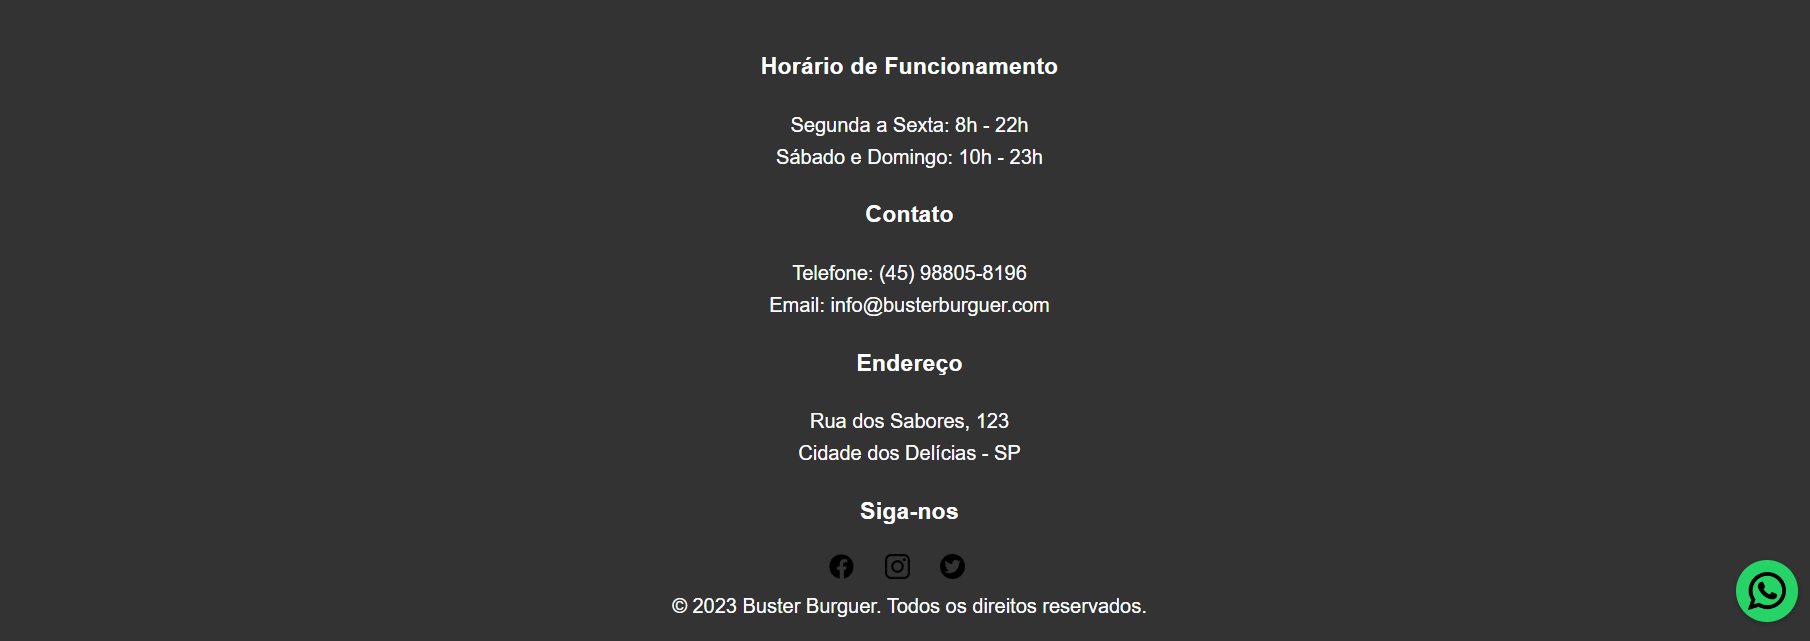 Horário de Funcionamento
Segunda a Sexta: 8h - 22h
Sábado e Domingo: 10h - 23h
Contato
Telefone: (45) 98805-8196
Email: info@busterburguer.com
Endereço
Rua dos Sabores, 123
Cidade dos Delícias - SP
Siga-nos
© 2023 Buster Burguer. Todos os direitos reservados.